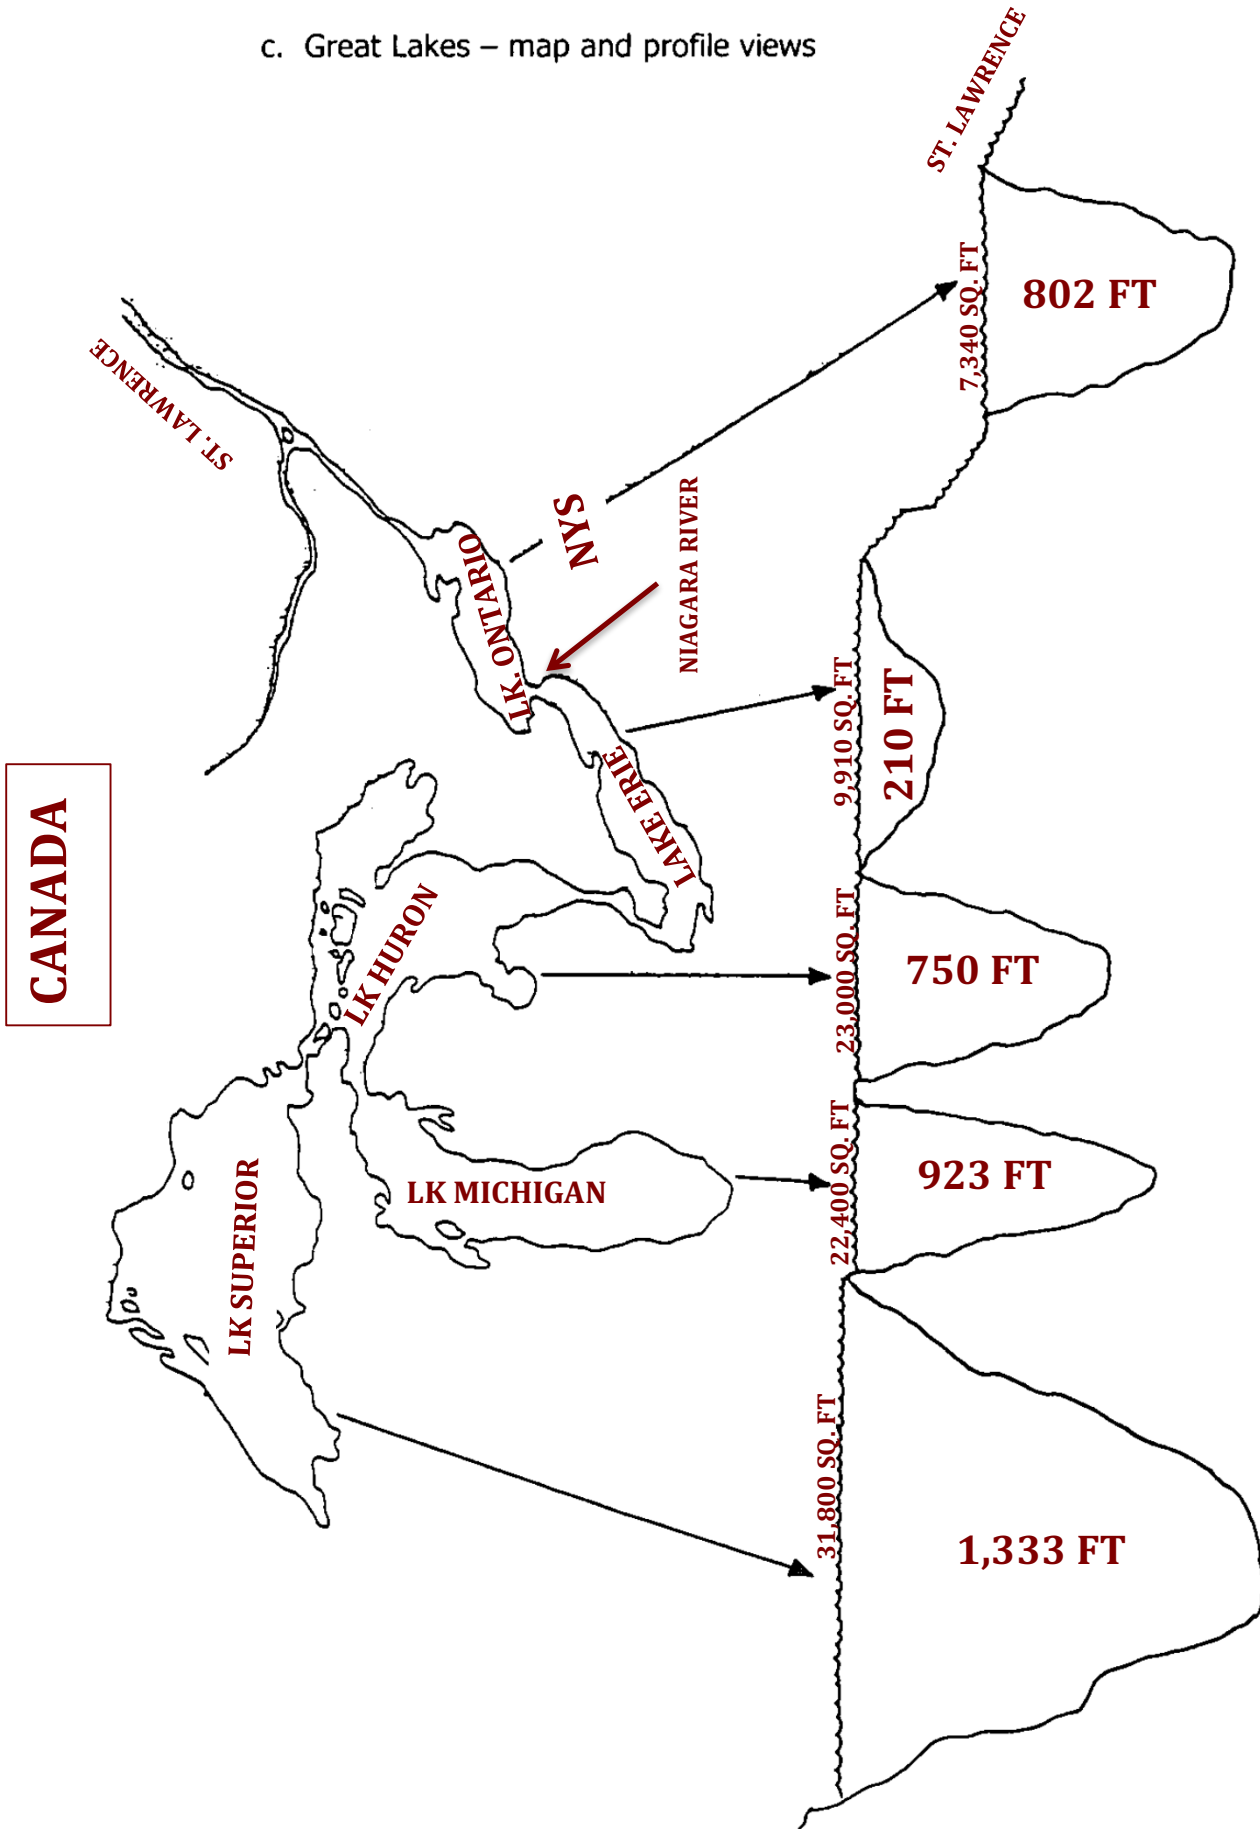 c. Great Lakes – map and profile views
ST. LAWRENCE
7,340 SQ. FT
802 FT
ST. LAWRENCE
NYS
LK. ONTARIO
NIAGARA RIVER
9,910 SQ. FT
210 FT
LAKE ERIE
CANADA
LK HURON
23,000 SQ. FT
750 FT
LK MICHIGAN
22,400 SQ. FT
923 FT
LK SUPERIOR
31,800 SQ. FT
1,333 FT